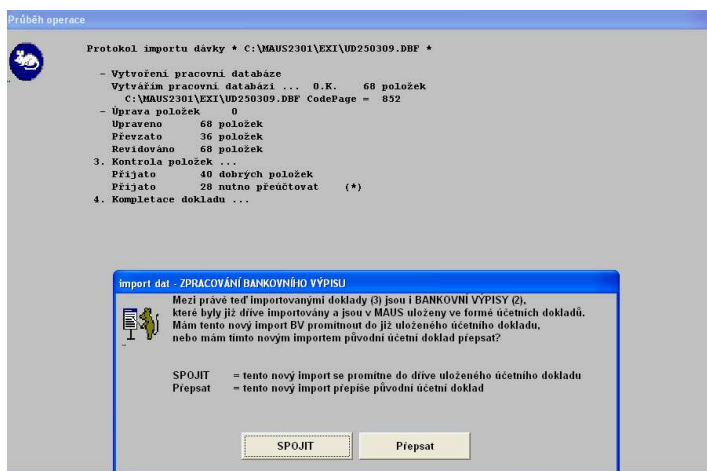 Průběh operace
Protokol importu dávky * C:\MAUS2301\EXI\UD250309.DBF *
- Vytvoření pracovní databáze
Vytvářím pracovní databázi ... O.K. 68 položek
C:\MAUS2301\EXI\UD250309.DBF CodePage = 852
- Úprava položek 0
Upraveno 68 položek
Převzato 36 položek
Revidováno 68 položek
3. Kontrola položek ...
Přijato 40 dobrých položek
Přijato 28 nutno přeúčtovat (*)
4. Kompletace dokladu ...
import dat - ZPRACOVÁNÍ BANKOVNÍHO VÝPISU
Mezi právě teď importovanými doklady (3) jsou i BANKOVNÍ VÝPISY (2),
které byly již dříve importovány a jsou v MAUS uloženy ve formě účetních dokladů.
Mám tento nový import BV promítnout do již uloženého účetního dokladu,
nebo mám tímto novým importem původní účetní doklad přepsat?
SPOJIT = tento nový import se promítne do dříve uloženého účetního dokladu
Přepsat = tento nový import přepíše původní účetní doklad
SPOJIT Přepsat